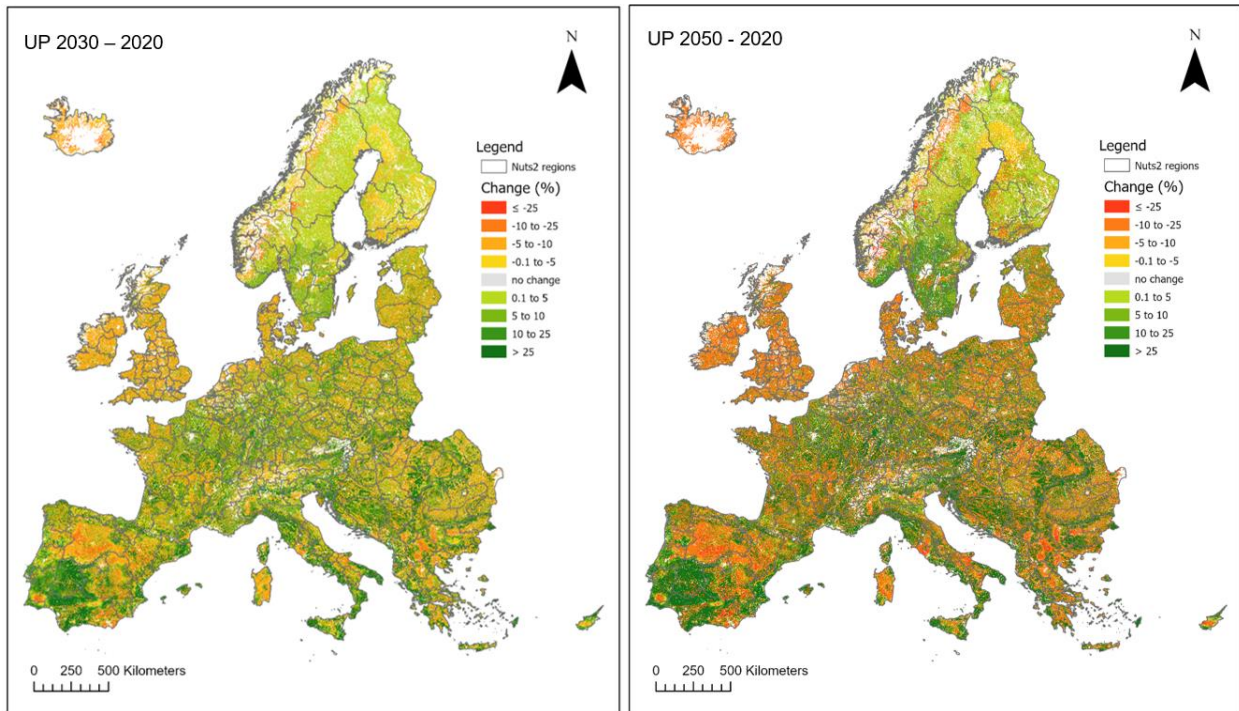 UP 2030 – 2020
N
Legend
Nuts2 regions
Change (%)
≤ -25
-10 to -25
-5 to -10
-0.1 to -5
no change
0.1 to 5
5 to 10
10 to 25
> 25
0 250 500 Kilometers
UP 2050 - 2020
N
Legend
Nuts2 regions
Change (%)
≤ -25
-10 to -25
-5 to -10
-0.1 to -5
no change
0.1 to 5
5 to 10
10 to 25
> 25
0 250 500 Kilometers